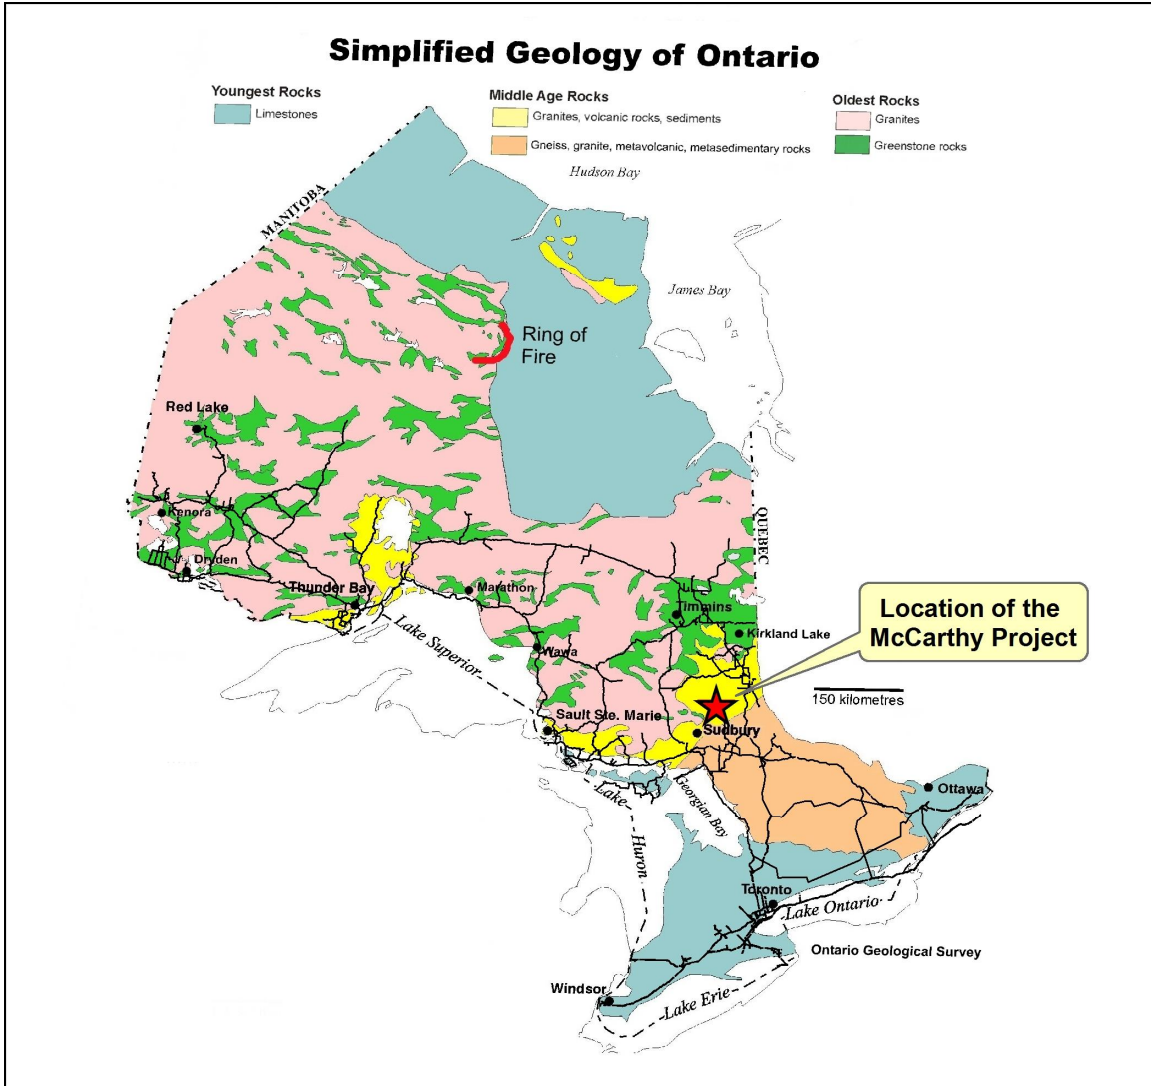 Simplified Geology of Ontario
Youngest Rocks
Limestones
Middle Age Rocks
Granites, volcanic rocks, sediments
Gneiss, granite, metavolcanic, metasedimentary rocks
Oldest Rocks
Granites
Greenstone rocks
Hudson Bay
MANITOBA
James Bay
Ring of
Fire
Red Lake
Kenora
QUEBEC
Dryden
Thunder Bay
Marathon
Timmins
Kirkland Lake
Location of the
McCarthy Project
Lake Superior
Wawa
150 kilometres
Sault Ste. Marie
Sudbury
Lake
Huron
Georgian Bay
Ottawa
Toronto
Lake Ontario
Ontario Geological Survey
Windsor
Lake Erie